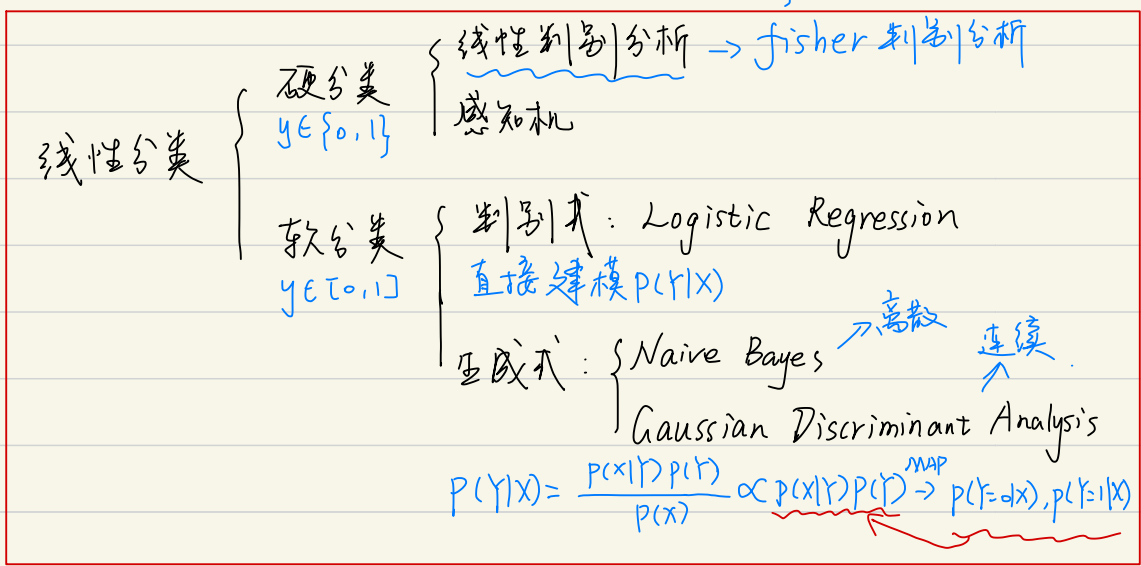 线性判别分析 → fisher 判别分析
硬分类
y∈{0,1}
感知机
线性分类
判别式: Logistic Regression
软分类
直接建模P(Y|X)
y∈[0,1]
离散
连续
生成式: Naive Bayes
Gaussian Discriminant Analysis
P(Y|X)= P(X|Y)P(Y) / P(X) ∝ P(X|Y)P(Y) MAP → P(Y=0|X), P(Y=1|X)